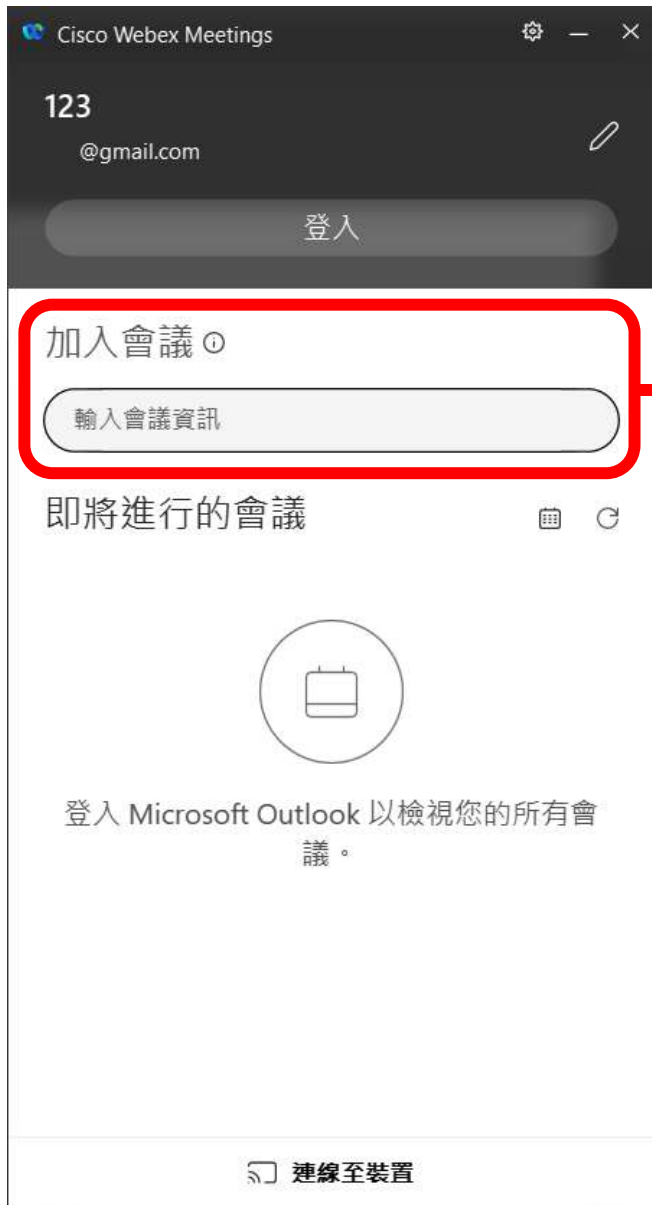 Cisco Webex Meetings
123
@gmail.com
登入
加入會議
輸入會議資訊
即將進行的會議
登入 Microsoft Outlook 以檢視您的所有會
議。
連線至裝置